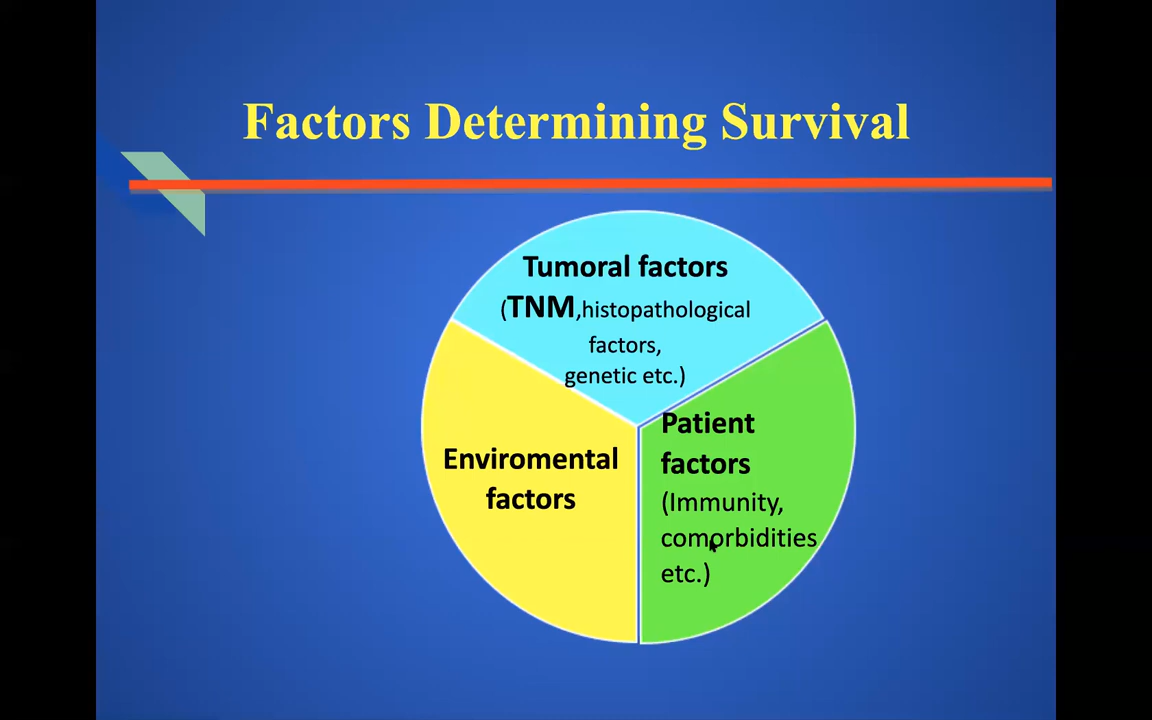 Factors Determining Survival
Tumoral factors
(TNM,histopathological
factors,
genetic etc.)
Patient
factors
(Immunity,
comorbidities
etc.)
Enviromental
factors